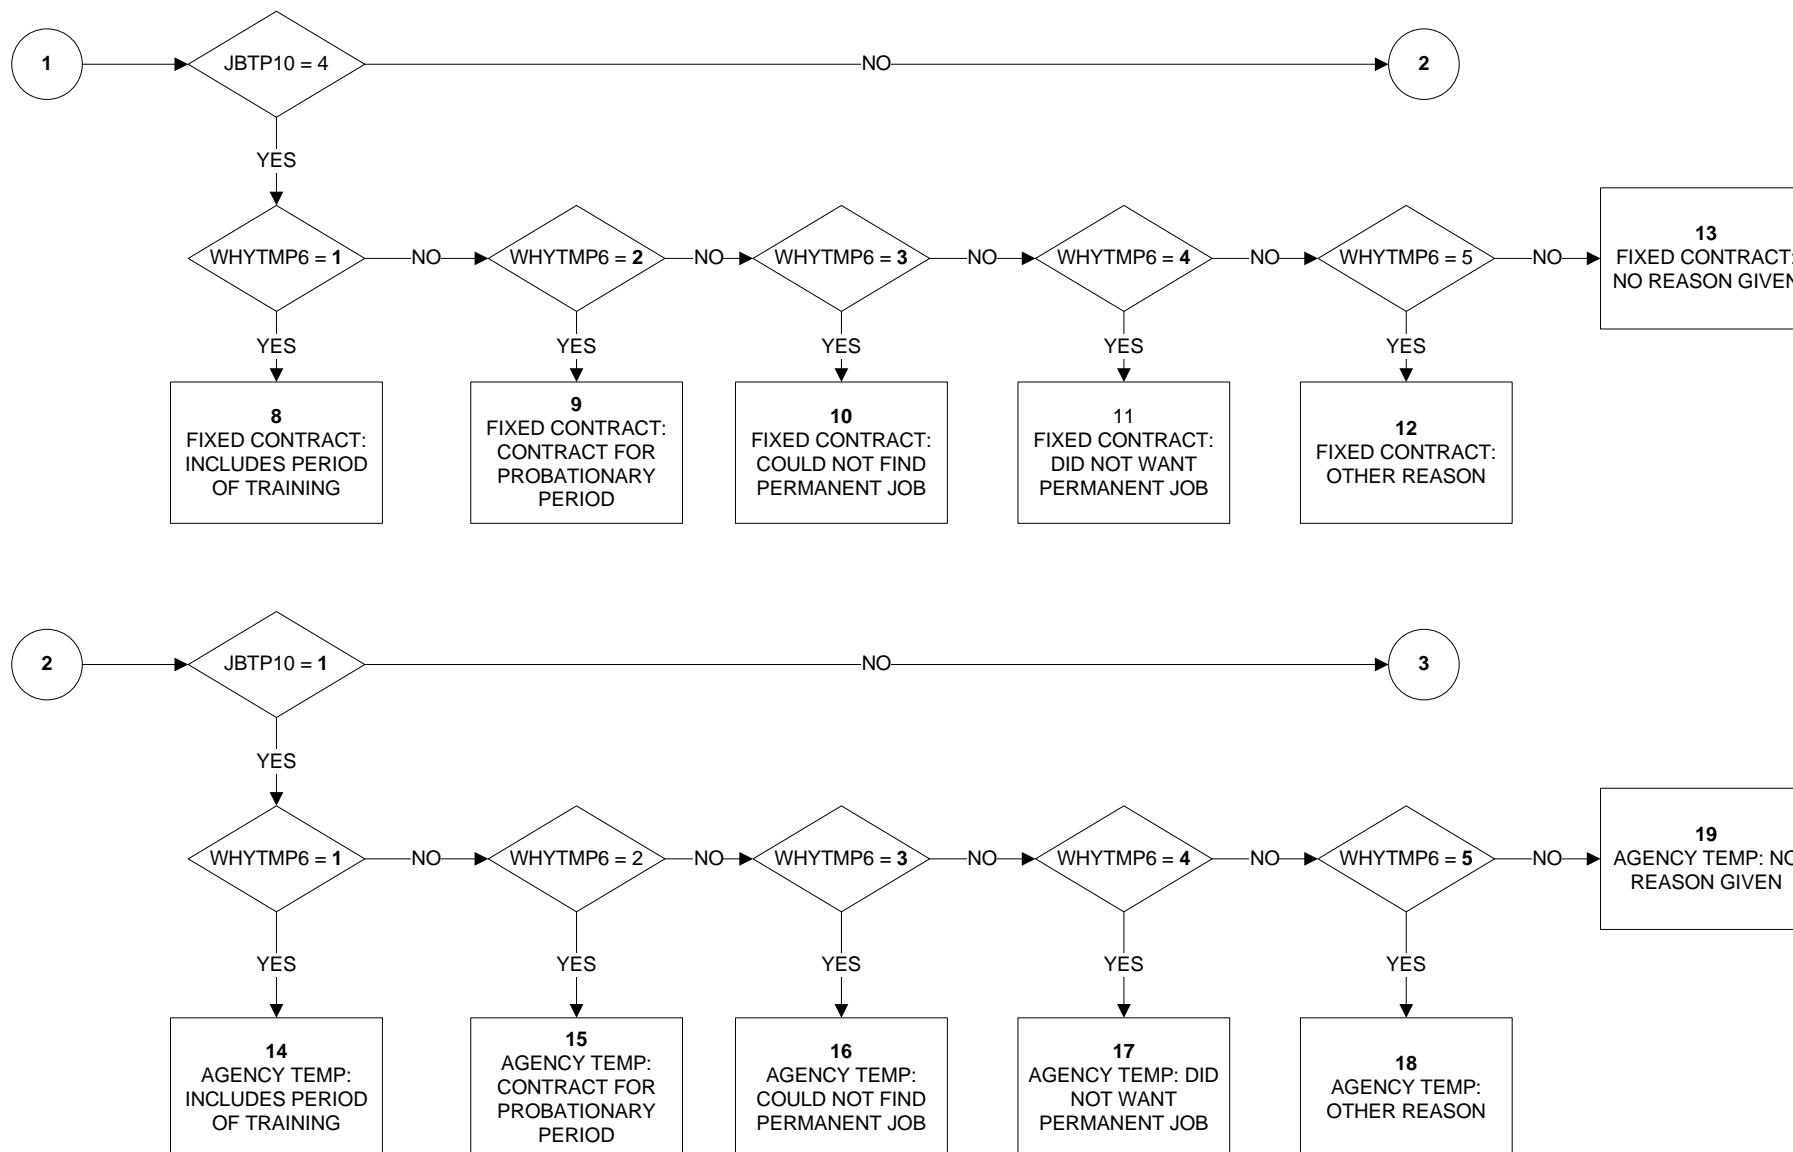 1
JBTP10 = 4
NO
2
YES
WHYTMP6 = 1
NO
WHYTMP6 = 2
NO
WHYTMP6 = 3
NO
WHYTMP6 = 4
NO
WHYTMP6 = 5
NO
13
FIXED CONTRACT:
NO REASON GIVEN
YES
YES
YES
YES
YES
8
FIXED CONTRACT:
INCLUDES PERIOD
OF TRAINING
9
FIXED CONTRACT:
CONTRACT FOR
PROBATIONARY
PERIOD
10
FIXED CONTRACT:
COULD NOT FIND
PERMANENT JOB
11
FIXED CONTRACT:
DID NOT WANT
PERMANENT JOB
12
FIXED CONTRACT:
OTHER REASON
2
JBTP10 = 1
NO
3
YES
WHYTMP6 = 1
NO
WHYTMP6 = 2
NO
WHYTMP6 = 3
NO
WHYTMP6 = 4
NO
WHYTMP6 = 5
NO
19
AGENCY TEMP: NO
REASON GIVEN
YES
YES
YES
YES
YES
14
AGENCY TEMP:
INCLUDES PERIOD
OF TRAINING
15
AGENCY TEMP:
CONTRACT FOR
PROBATIONARY
PERIOD
16
AGENCY TEMP:
COULD NOT FIND
PERMANENT JOB
17
AGENCY TEMP: DID
NOT WANT
PERMANENT JOB
18
AGENCY TEMP:
OTHER REASON